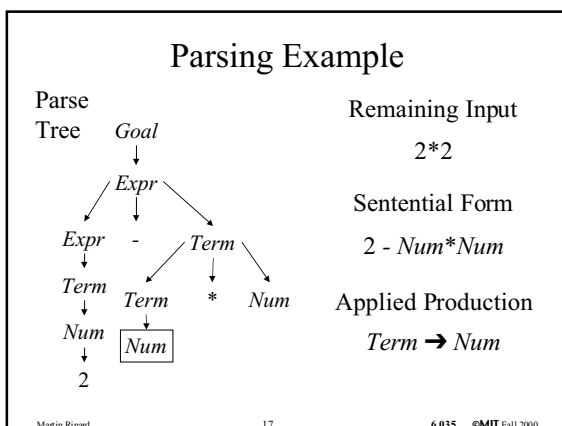 Parsing Example
Parse
Tree
Goal
Expr
Expr - Term
Term Term * Num
Num Num
2
Remaining Input
2*2
Sentential Form
2 - Num*Num
Applied Production
Term ➔ Num
Martin Rinard 17 6.035 ©MIT Fall 2000